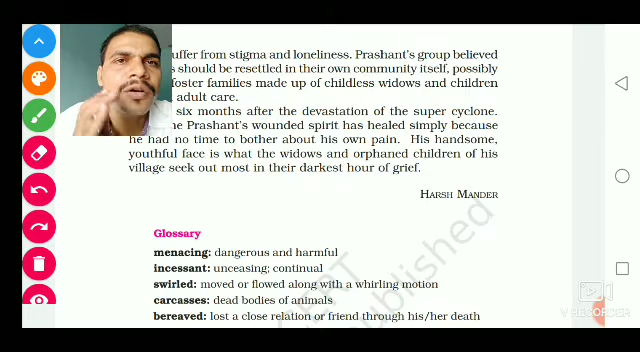 uffer from stigma and loneliness. Prashant's group believed
s should be resettled in their own community itself, possibly
foster families made up of childless widows and children
adult care.
six months after the devastation of the super cyclone.
ne Prashant's wounded spirit has healed simply because
he had no time to bother about his own pain. His handsome,
youthful face is what the widows and orphaned children of his
village seek out most in their darkest hour of grief.
HARSH MANDER
Glossary
menacing: dangerous and harmful
incessant: unceasing; continual
swirled: moved or flowed along with a whirling motion
carcasses: dead bodies of animals
bereaved: lost a close relation or friend through his/her death
NCERT
published
V RECORDER